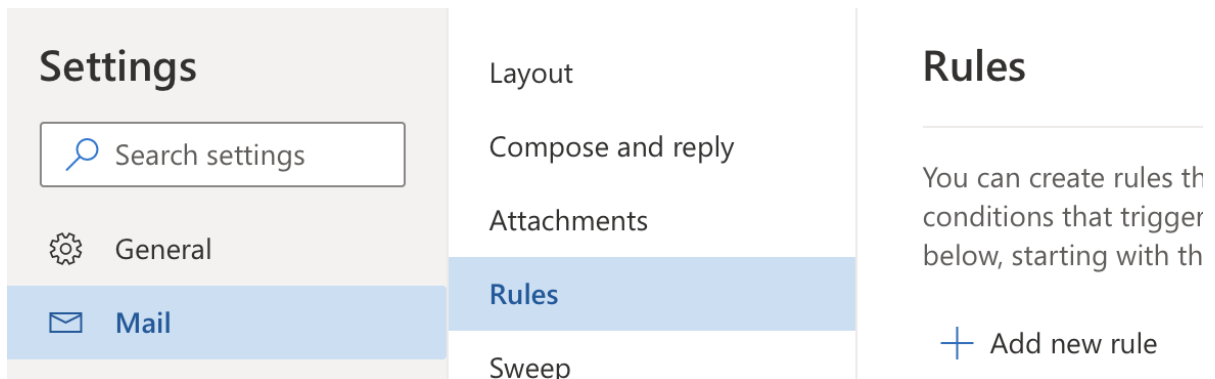 Settings
Search settings
General
Mail
Layout
Compose and reply
Attachments
Rules
Sweep
Rules
You can create rules th
conditions that trigger
below, starting with th
Add new rule